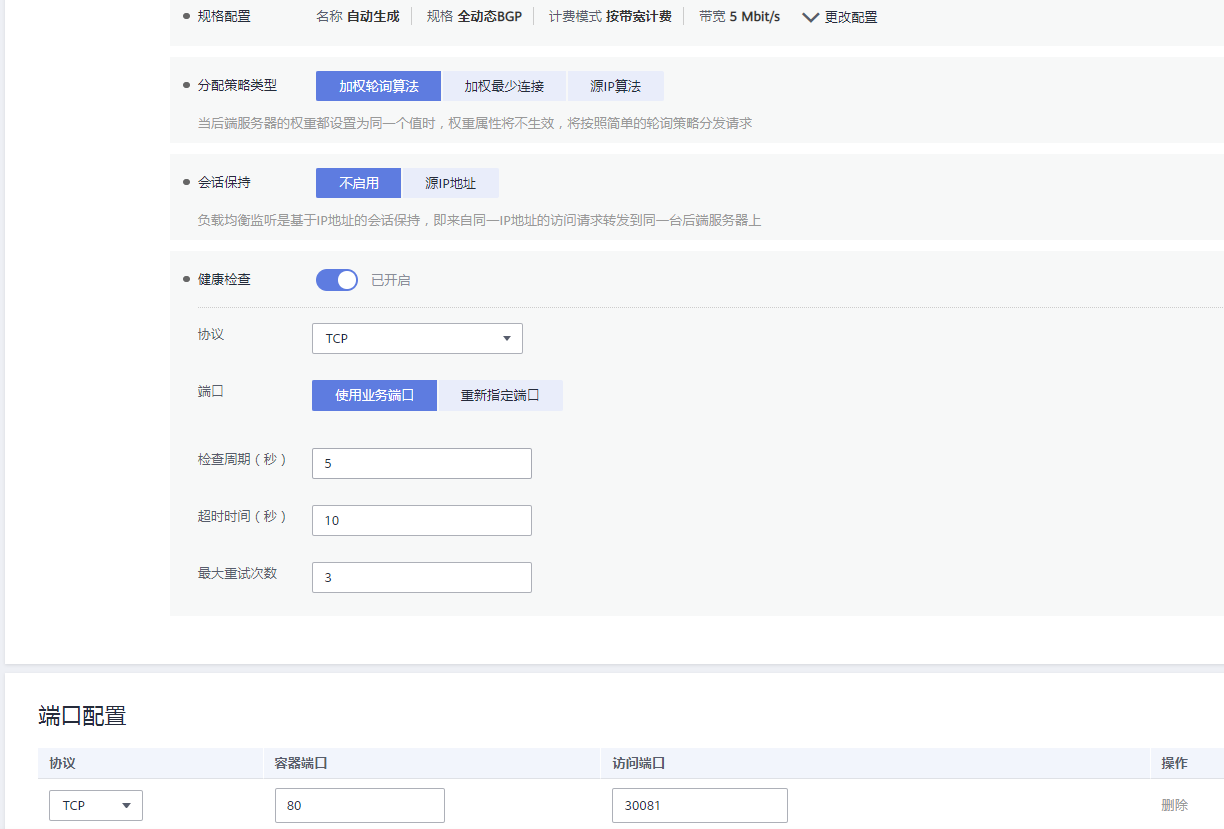 规格配置 名称 自动生成 规格 全动态BGP 计费模式 按带宽计费 带宽 5 Mbit/s 更改配置
分配策略类型 加权轮询算法 加权最少连接 源IP算法
当后端服务器的权重都设置为同一个值时，权重属性将不生效，将按照简单的轮询策略分发请求
会话保持 不启用 源IP地址
负载均衡监听是基于IP地址的会话保持，即来自同一IP地址的访问请求转发到同一台后端服务器上
健康检查 已开启
协议 TCP
端口 使用业务端口 重新指定端口
检查周期（秒） 5
超时时间（秒） 10
最大重试次数 3
端口配置
协议 容器端口 访问端口 操作
TCP 80 30081 删除